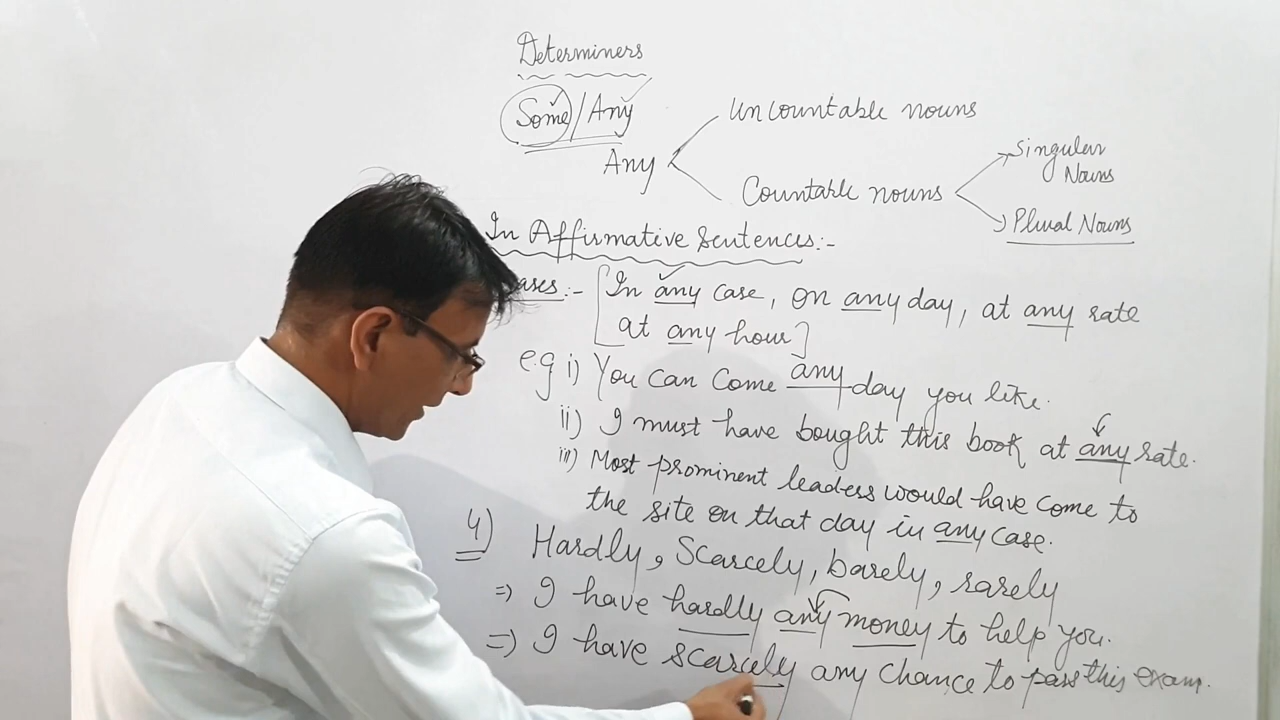 Determiners
Some/Any
Any
Uncountable nouns
Countable nouns
Singular Nouns
Plural Nouns
In Affirmative Sentences:-
ases:- [In any case, on any day, at any rate
at any hour]
e.g i) You can come any day you like.
ii) I must have bought this book at any rate.
iii) Most prominent leaders would have come to
the site on that day in any case.
4) Hardly, Scarcely, barely, rarely
=> I have hardly any money to help you.
=> I have scarcely any chance to pass this exam.